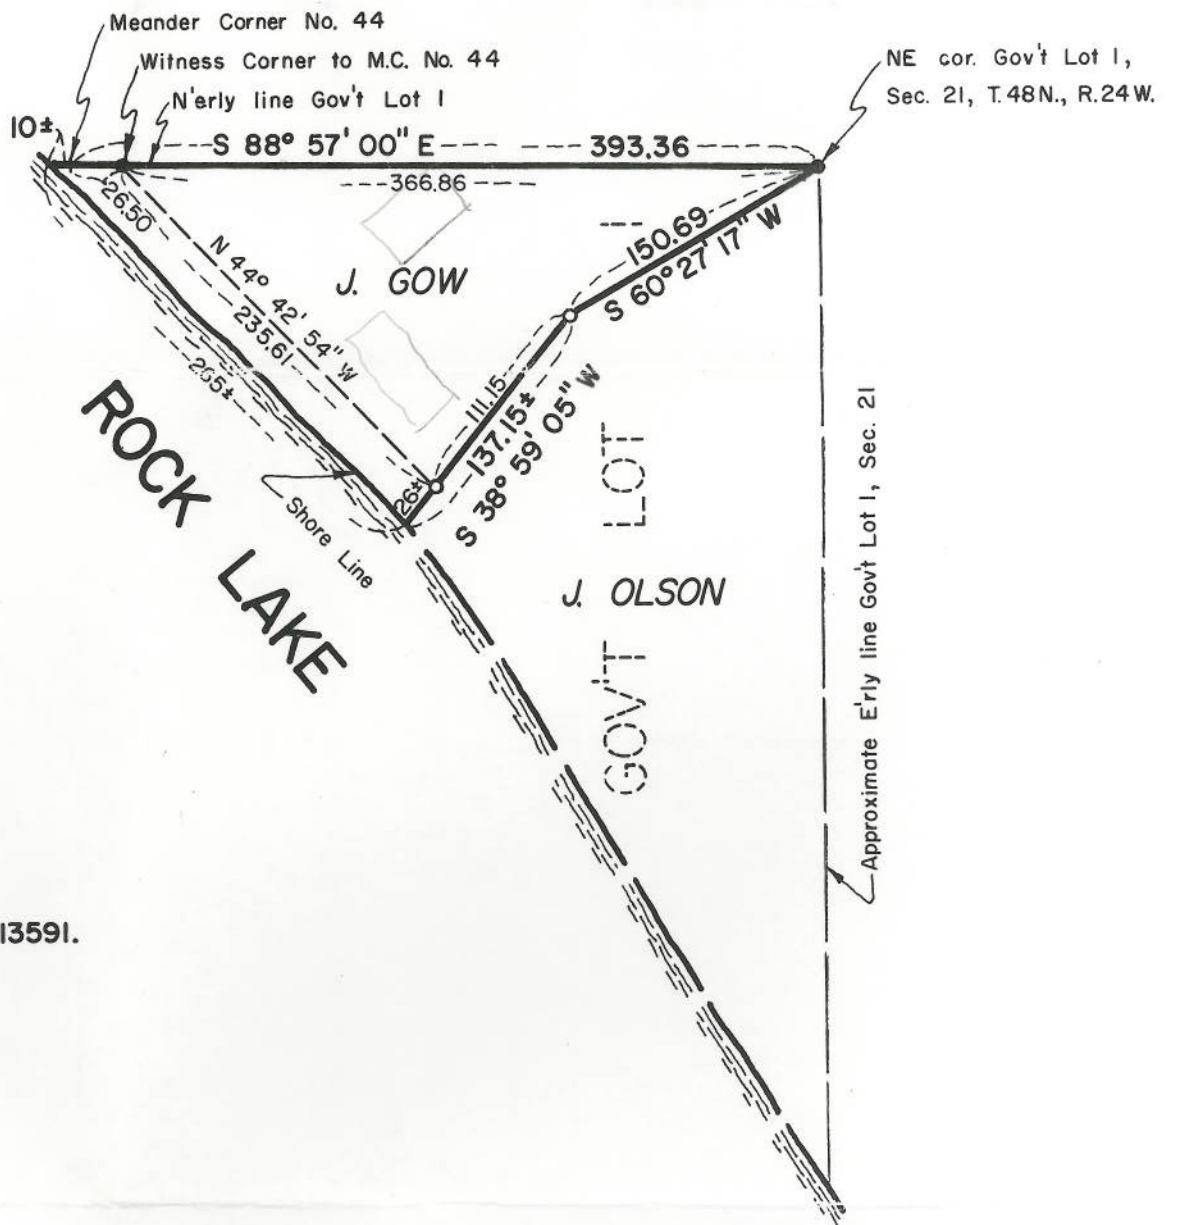 Meander Corner No. 44
Witness Corner to M.C. No. 44
N'erly line Gov't Lot 1
NE cor. Gov't Lot 1,
Sec. 21, T.48N., R.24W.
10±
S 88° 57' 00" E
393.36
366.86
26.50
N 44° 42' 54" W
235.61
265±
J. GOW
150.69
S 60° 27' 17" W
111.15
137.15±
S 38° 59' 05" W
26±
ROCK LAKE
Shore Line
GOV'T LOT 1
J. OLSON
Approximate E'rly line Gov't Lot 1, Sec. 21
13591.